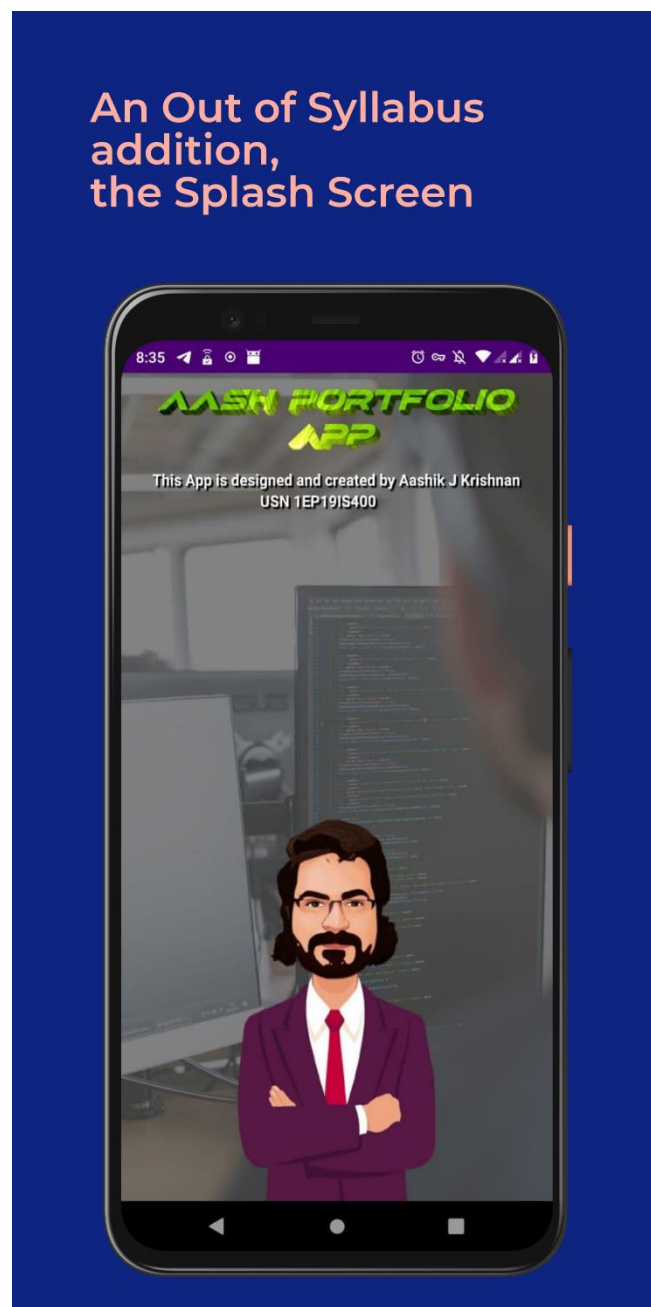 An Out of Syllabus
addition,
the Splash Screen
8:35
AASH PORTFOLIO
APP
This App is designed and created by Aashik J Krishnan
USN 1EP19IS400